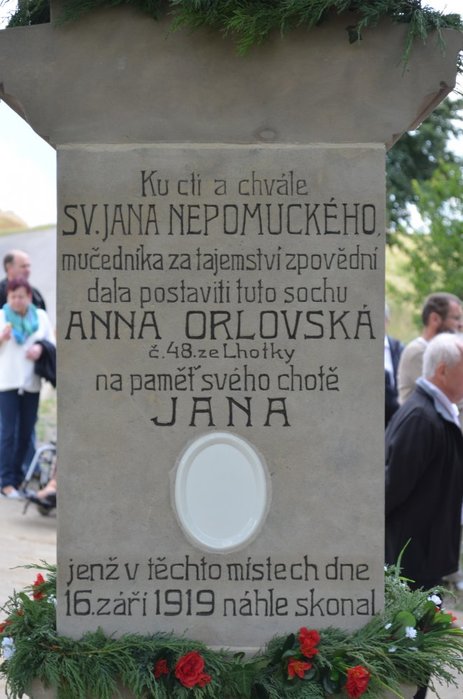 Ku cti a chvále
SV. JANA NEPOMUCKÉHO,
mučedníka za tajemství zpovědní
dala postaviti tuto sochu
ANNA ORLOVSKÁ
č. 48. ze Lhotky
na paměť svého chotě
JANA
jenž v těchto místech dne
16. září 1919 náhle skonal.